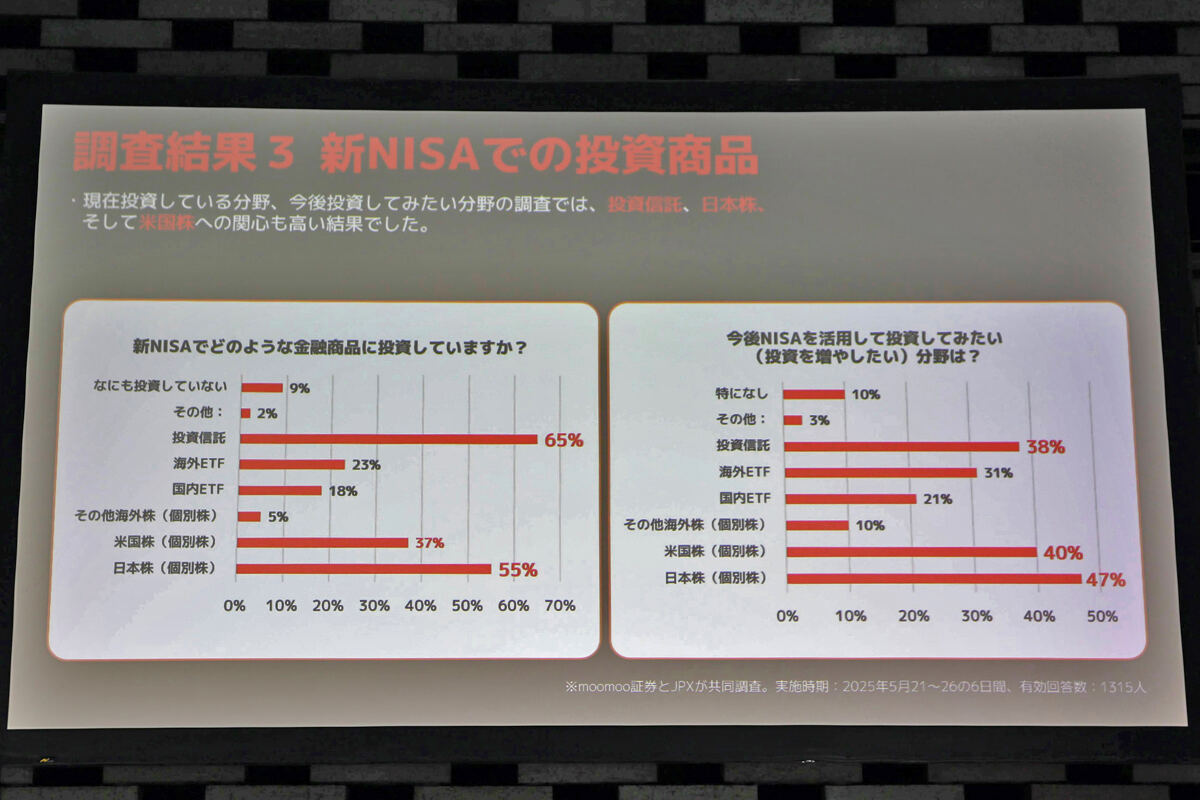 調査結果3 新NISAでの投資商品
・現在投資している分野、今後投資してみたい分野の調査では、投資信託、日本株、
そして米国株への関心も高い結果でした。
新NISAでどのような金融商品に投資していますか？
なにも投資していない 9%
その他： 2%
投資信託 65%
海外ETF 23%
国内ETF 18%
その他海外株（個別株） 5%
米国株（個別株） 37%
日本株（個別株） 55%
0% 10% 20% 30% 40% 50% 60% 70%
今後NISAを活用して投資してみたい
（投資を増やしたい）分野は？
特になし 10%
その他： 3%
投資信託 38%
海外ETF 31%
国内ETF 21%
その他海外株（個別株） 10%
米国株（個別株） 40%
日本株（個別株） 47%
0% 10% 20% 30% 40% 50%
※moomoo証券とJPXが共同調査。実施時期：2025年5月21～26の6日間、有効回答数：1315人